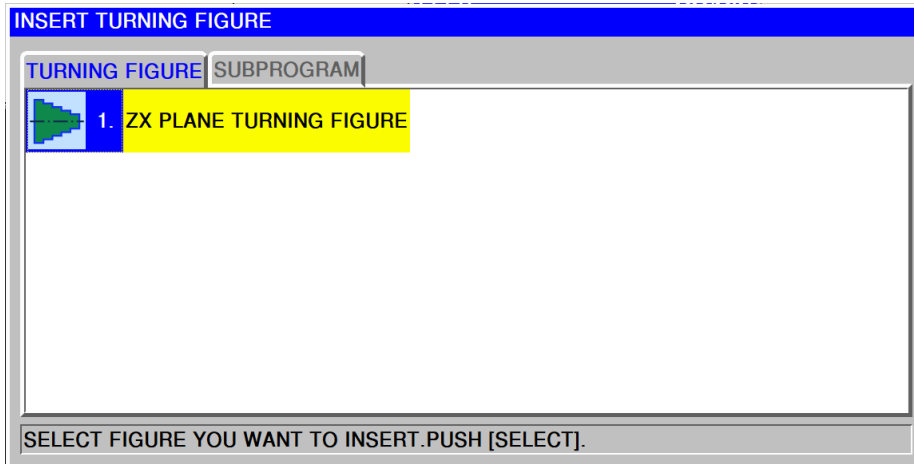 INSERT TURNING FIGURE
TURNING FIGURE SUBPROGRAM
1. ZX PLANE TURNING FIGURE
SELECT FIGURE YOU WANT TO INSERT.PUSH [SELECT].